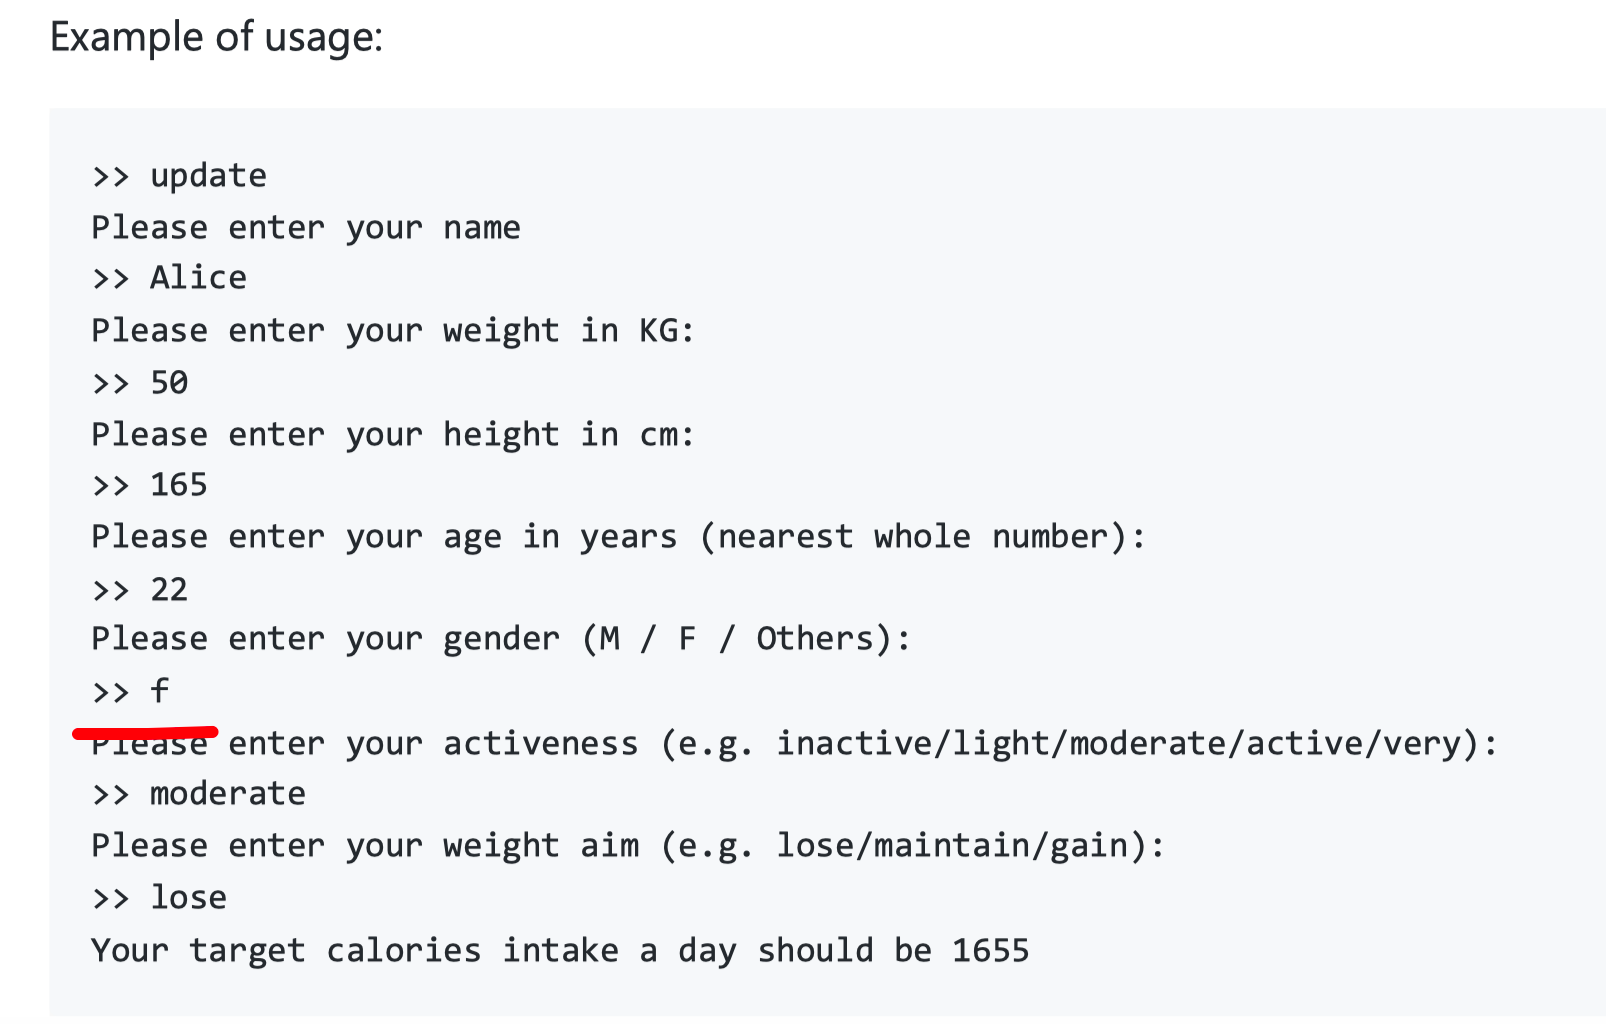 Example of usage:
>> update
Please enter your name
>> Alice
Please enter your weight in KG:
>> 50
Please enter your height in cm:
>> 165
Please enter your age in years (nearest whole number):
>> 22
Please enter your gender (M / F / Others):
>> f
Please enter your activeness (e.g. inactive/light/moderate/active/very):
>> moderate
Please enter your weight aim (e.g. lose/maintain/gain):
>> lose
Your target calories intake a day should be 1655